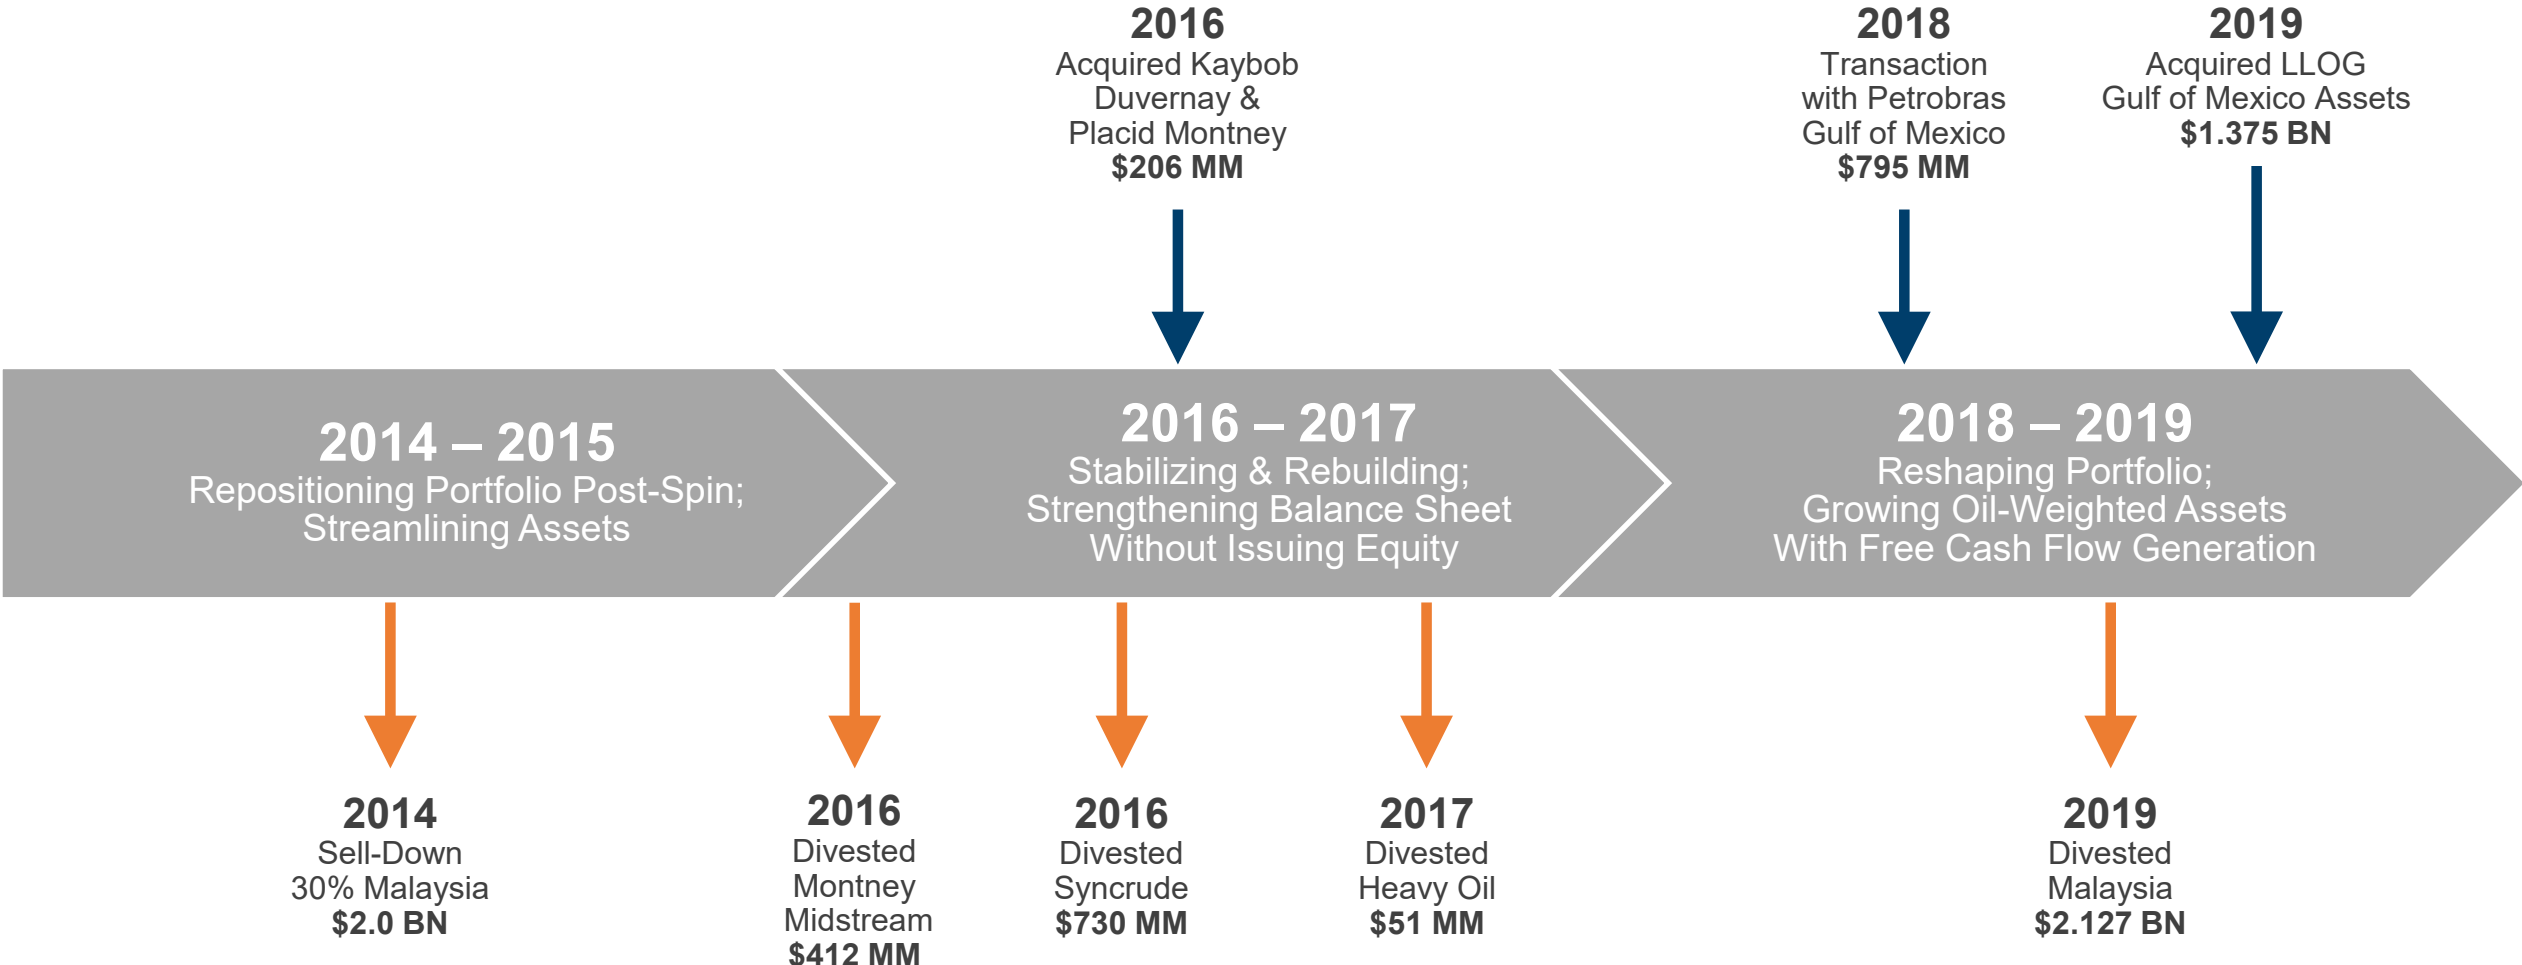 2016
Acquired Kaybob
Duvernay &
Placid Montney
$206 MM
2018
Transaction
with Petrobras
Gulf of Mexico
$795 MM
2019
Acquired LLOG
Gulf of Mexico Assets
$1.375 BN
2014 – 2015
Repositioning Portfolio Post-Spin;
Streamlining Assets
2016 – 2017
Stabilizing & Rebuilding;
Strengthening Balance Sheet
Without Issuing Equity
2018 – 2019
Reshaping Portfolio;
Growing Oil-Weighted Assets
With Free Cash Flow Generation
2014
Sell-Down
30% Malaysia
$2.0 BN
2016
Divested
Montney
Midstream
$412 MM
2016
Divested
Syncrude
$730 MM
2017
Divested
Heavy Oil
$51 MM
2019
Divested
Malaysia
$2.127 BN